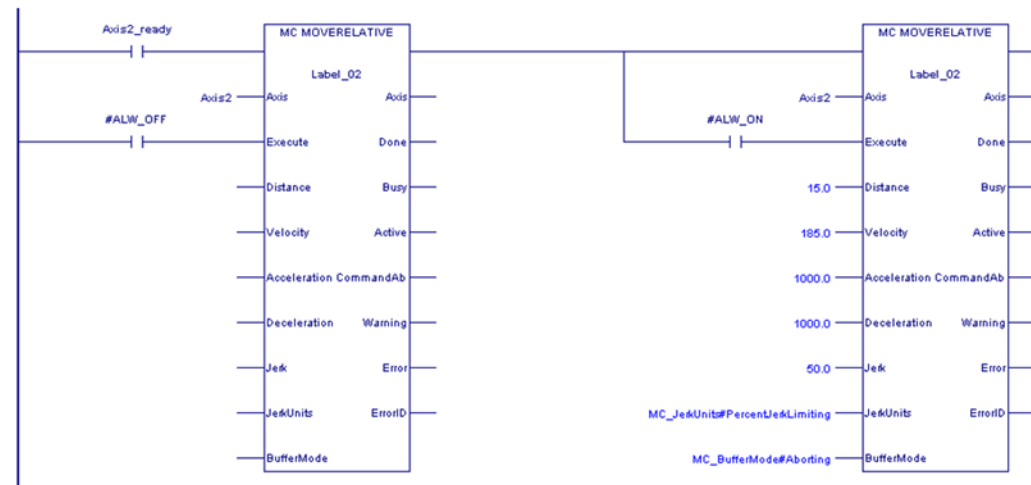 Axis2_ready
MC MOVERELATIVE
MC MOVERELATIVE
Label_02
Label_02
Axis2 Axis Axis
Axis2 Axis Axis
#ALW_OFF
#ALW_ON
Execute Done
Execute Done
Distance Busy
15.0 Distance Busy
Velocity Active
185.0 Velocity Active
Acceleration CommandAb
1000.0 Acceleration CommandAb
Deceleration Warning
1000.0 Deceleration Warning
Jerk Error
50.0 Jerk Error
JerkUnits ErrorID
MC_JerkUnits#PercentJerkLimiting JerkUnits ErrorID
BufferMode
MC_BufferMode#Aborting BufferMode